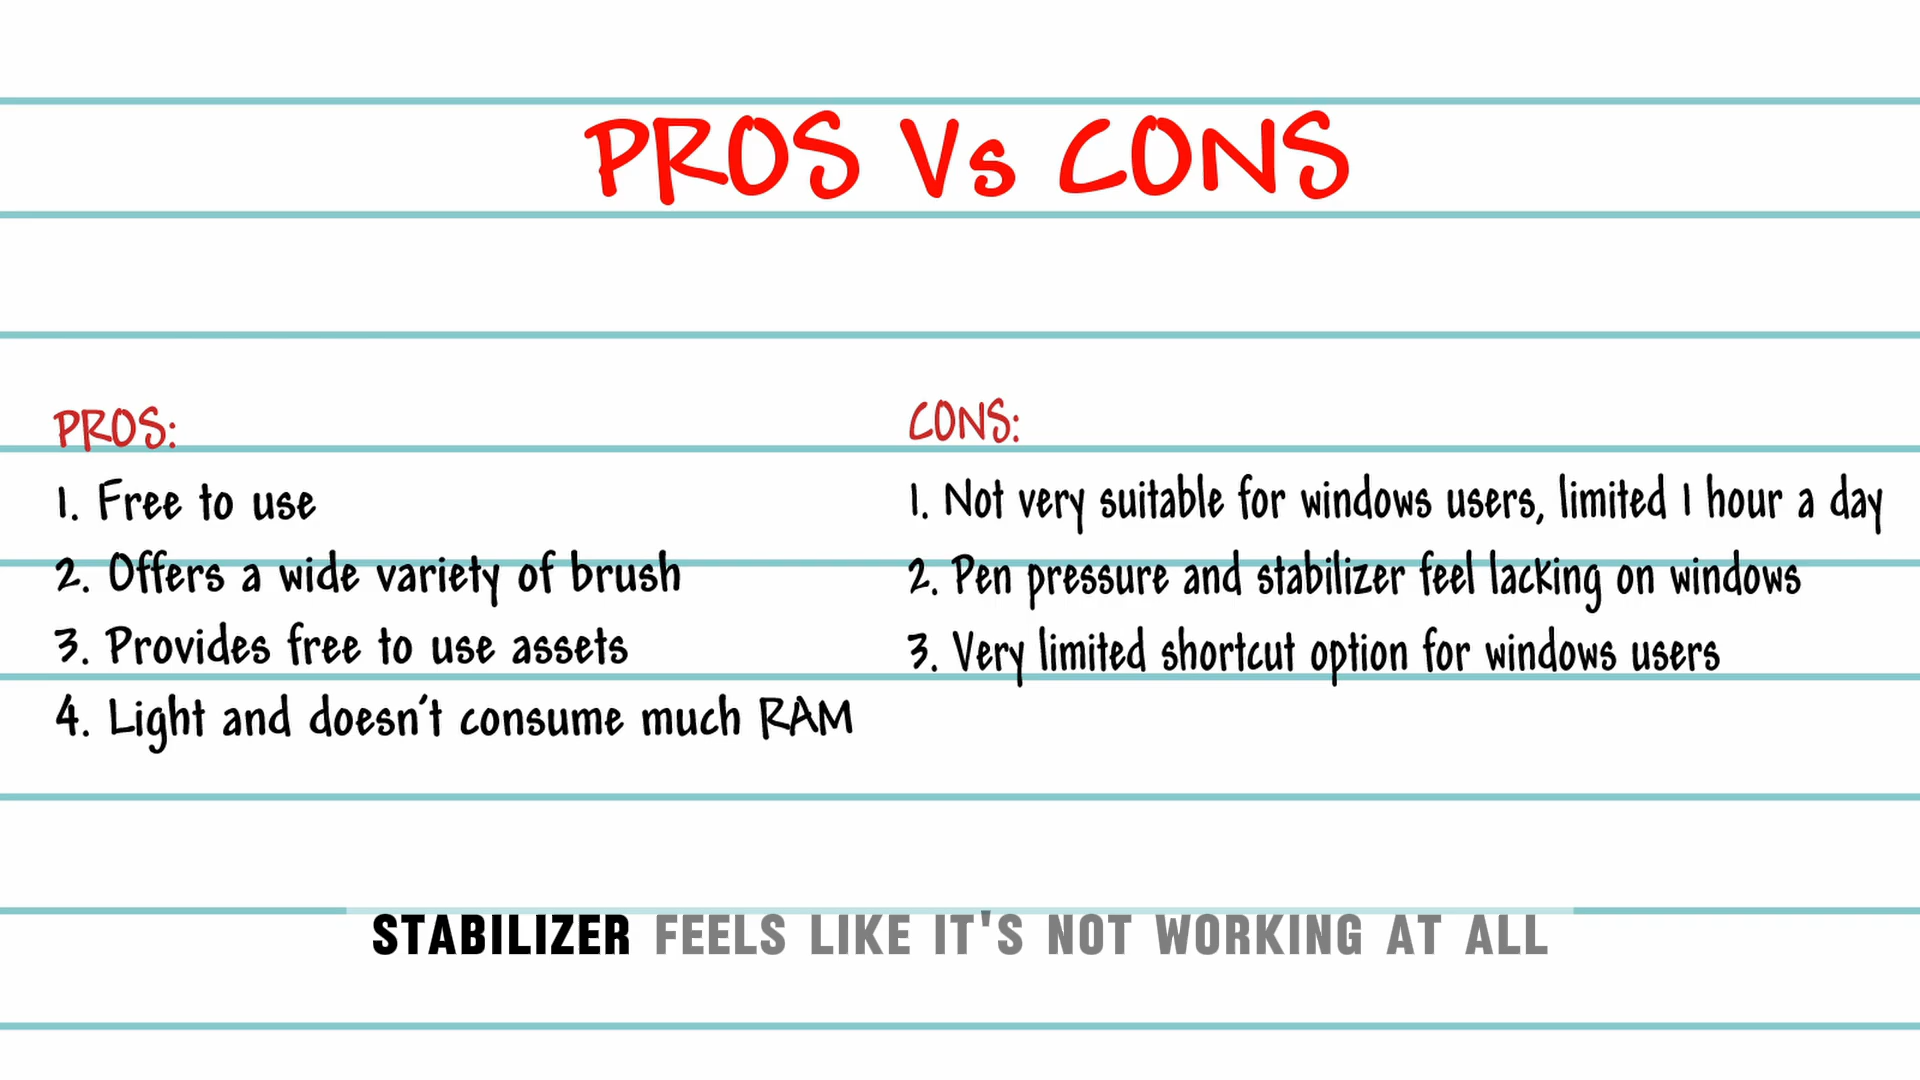 PROS Vs CONS
PROS:
1. Free to use
2. Offers a wide variety of brush
3. Provides free to use assets
4. Light and doesn't consume much RAM
CONS:
1. Not very suitable for windows users, limited 1 hour a day
2. Pen pressure and stabilizer feel lacking on windows
3. Very limited shortcut option for windows users
STABILIZER FEELS LIKE IT'S NOT WORKING AT ALL